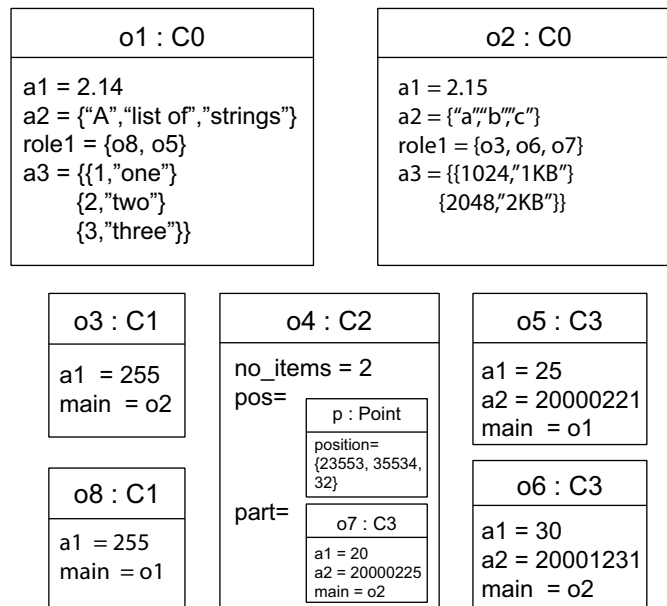 o1 : C0
a1 = 2.14
a2 = {“A”,“list of”,”strings”}
role1 = {o8, o5}
a3 = {{1,”one”}
{2,”two”}
{3,”three”}}
o2 : C0
a1 = 2.15
a2 = {“a”,“b”,”c”}
role1 = {o3, o6, o7}
a3 = {{1024,”1KB”}
{2048,”2KB”}}
o3 : C1
a1 = 255
main = o2
o8 : C1
a1 = 255
main = o1
o4 : C2
no_items = 2
pos=
p : Point
position=
{23553, 35534,
32}
part=
o7 : C3
a1 = 20
a2 = 20000225
main = o2
o5 : C3
a1 = 25
a2 = 20000221
main = o1
o6 : C3
a1 = 30
a2 = 20001231
main = o2